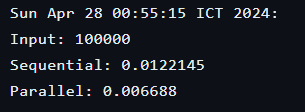 Sun Apr 28 00:55:15 ICT 2024:
Input: 100000
Sequential: 0.0122145
Parallel: 0.006688